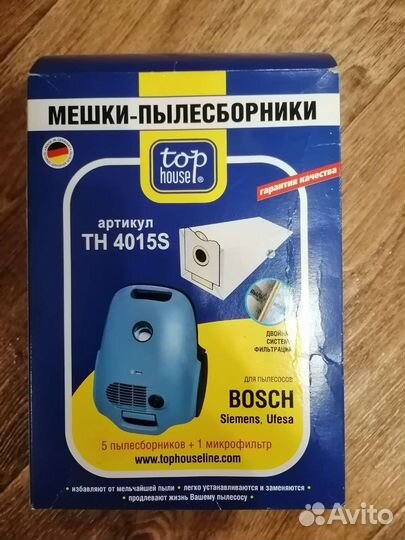 МЕШКИ-ПЫЛЕСБОРНИКИ
top
house®
гарантия качества
артикул
TH 4015S
ДВОЙНАЯ
СИСТЕМА
ФИЛЬТРАЦИИ
ДЛЯ ПЫЛЕСОСОВ
BOSCH
Siemens, Ufesa
5 пылесборников + 1 микрофильтр
www.tophouseline.com
• избавляют от мельчайшей пыли • легко устанавливаются и заменяются •
• продлевают жизнь Вашему пылесосу •
Avito